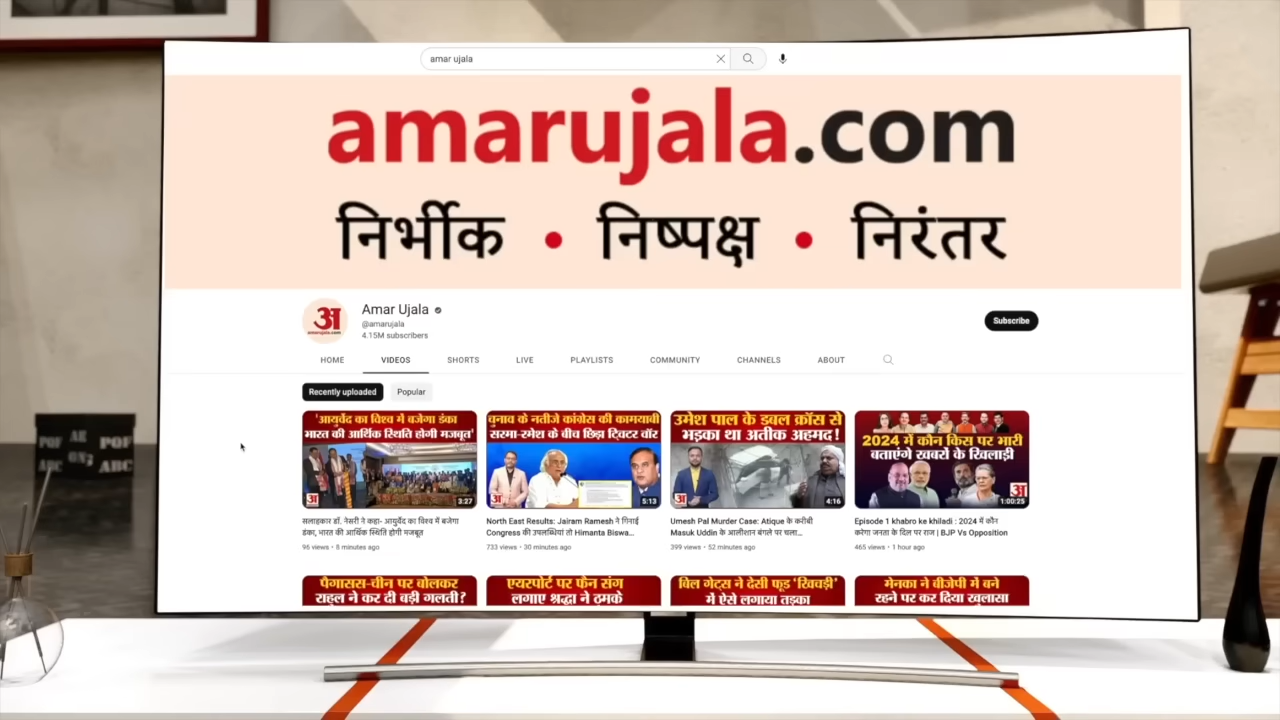 amar ujala
amarujala.com
निर्भीक • निष्पक्ष • निरंतर
अ
amarujala.com
Amar Ujala
@amarujala
4.15M subscribers
Subscribe
HOME VIDEOS SHORTS LIVE PLAYLISTS COMMUNITY CHANNELS ABOUT
Recently uploaded Popular
'आयुर्वेद का विश्व में बजेगा डंका
भारत की आर्थिक स्थिति होगी मजबूत'
अ
3:27
सलाहकार डॉ. नेसरी ने कहा- आयुर्वेद का विश्व में बजेगा
डंका, भारत की आर्थिक स्थिति होगी मजबूत
96 views • 8 minutes ago
चुनाव के नतीजे कांग्रेस की कामयाबी
सरमा-रमेश के बीच छिड़ा ट्विटर वॉर
अ
5:13
North East Results: Jairam Ramesh ने गिनाई
Congress की उपलब्धियां तो Himanta Biswa...
733 views • 30 minutes ago
उमेश पाल के डबल क्रॉस से
भड़का था अतीक अहमद!
अ
4:16
Umesh Pal Murder Case: Atique के करीबी
Masuk Uddin के आलीशान बंगले पर चला...
399 views • 52 minutes ago
2024 में कौन किस पर भारी
बताएंगे खबरों के खिलाड़ी
अ
1:00:25
Episode 1 khabro ke khiladi : 2024 में कौन
करेगा जनता के दिल पर राज | BJP Vs Opposition
465 views • 1 hour ago
पैगासस-चीन पर बोलकर
राहुल ने कर दी बड़ी गलती?
एयरपोर्ट पर फैन संग
लगाए श्रद्धा ने ठुमके
बिल गेट्स ने देसी फूड 'खिचड़ी'
में ऐसे लगाया तड़का
मेनका ने बीजेपी में बने
रहने पर कर दिया खुलासा